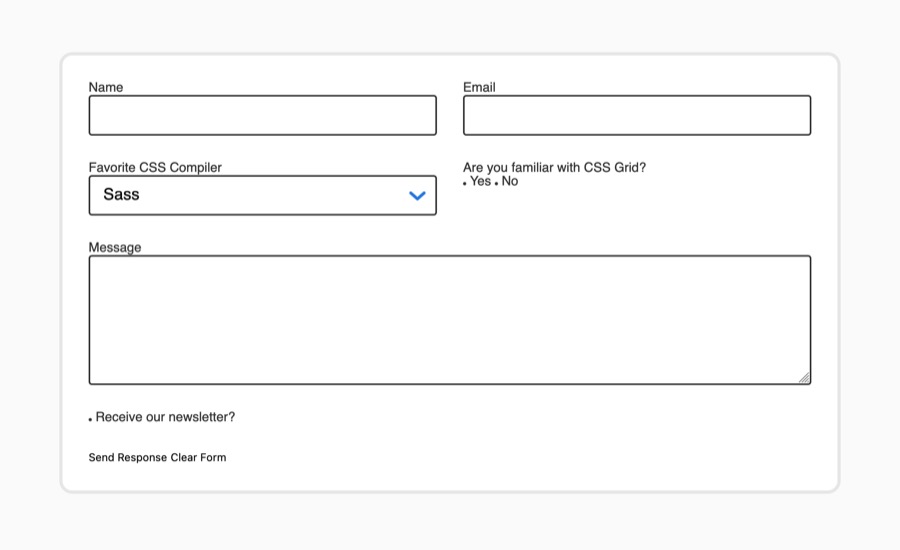 Name
Email
Favorite CSS Compiler
Are you familiar with CSS Grid?
Sass
Yes No
Message
Receive our newsletter?
Send Response Clear Form